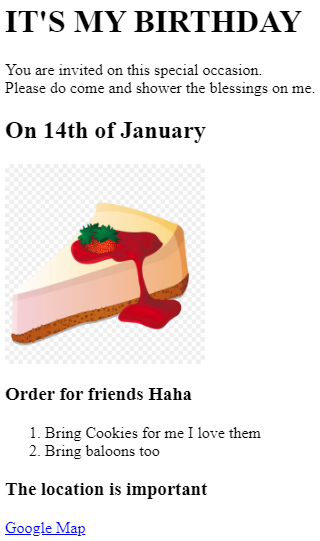 IT'S MY BIRTHDAY
You are invited on this special occasion.
Please do come and shower the blessings on me.
On 14th of January
Order for friends Haha
1. Bring Cookies for me I love them
2. Bring baloons too
The location is important
Google Map